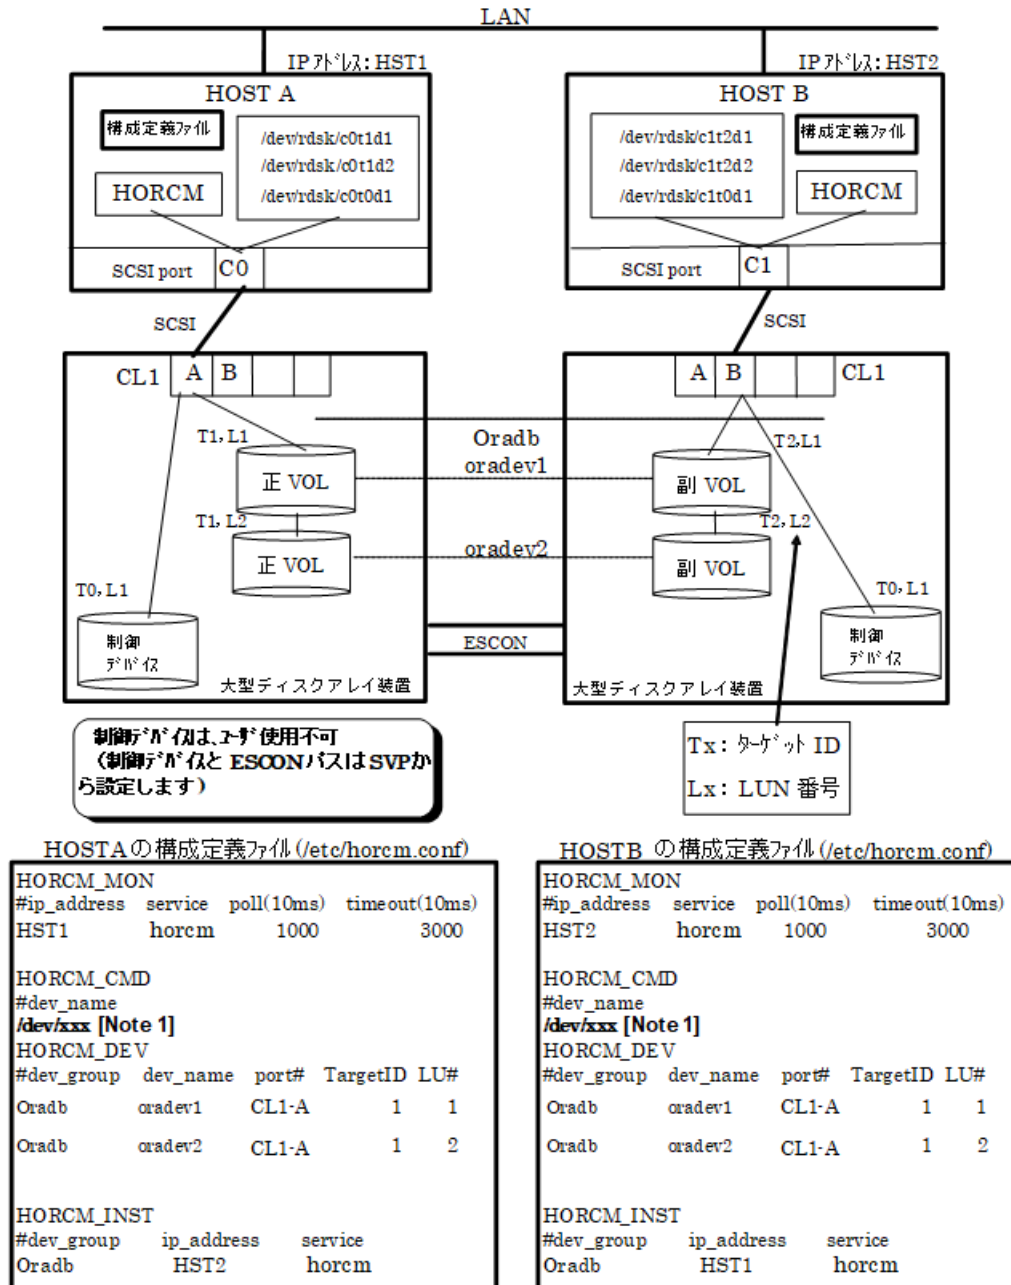 LAN
IPｱﾄﾞﾚｽ: HST1
IPｱﾄﾞﾚｽ: HST2
HOST A
構成定義ﾌｧｲﾙ
/dev/rdsk/c0t1d1
/dev/rdsk/c0t1d2
/dev/rdsk/c0t0d1
HORCM
SCSI port
C0
HOST B
/dev/rdsk/c1t2d1
/dev/rdsk/c1t2d2
/dev/rdsk/c1t0d1
構成定義ﾌｧｲﾙ
HORCM
SCSI port
C1
SCSI
SCSI
CL1 A B
A B CL1
T1, L1
正 VOL
T1, L2
正 VOL
T0, L1
制御
ﾃﾞﾊﾞｲｽ
大型ディスクアレイ装置
Oradb
oradev1
oradev2
ESCON
T2,L1
副 VOL
T2, L2
副 VOL
T0, L1
制御
ﾃﾞﾊﾞｲｽ
大型ディスクアレイ装置
制御ﾃﾞﾊﾞｲｽは、ﾕｰｻﾞ使用不可
（制御ﾃﾞﾊﾞｲｽと ESCON パスは SVP か
ら設定します）
Tx: ﾀｰｹﾞｯﾄ ID
Lx: LUN 番号
HOSTA の構成定義ﾌｧｲﾙ (/etc/horcm.conf)
HORCM_MON
#ip_address service poll(10ms) timeout(10ms)
HST1 horcm 1000 3000
HORCM_CMD
#dev_name
/dev/xxx [Note 1]
HORCM_DEV
#dev_group dev_name port# TargetID LU#
Oradb oradev1 CL1-A 1 1
Oradb oradev2 CL1-A 1 2
HORCM_INST
#dev_group ip_address service
Oradb HST2 horcm
HOSTB の構成定義ﾌｧｲﾙ (/etc/horcm.conf)
HORCM_MON
#ip_address service poll(10ms) timeout(10ms)
HST2 horcm 1000 3000
HORCM_CMD
#dev_name
/dev/xxx [Note 1]
HORCM_DEV
#dev_group dev_name port# TargetID LU#
Oradb oradev1 CL1-A 1 1
Oradb oradev2 CL1-A 1 2
HORCM_INST
#dev_group ip_address service
Oradb HST1 horcm